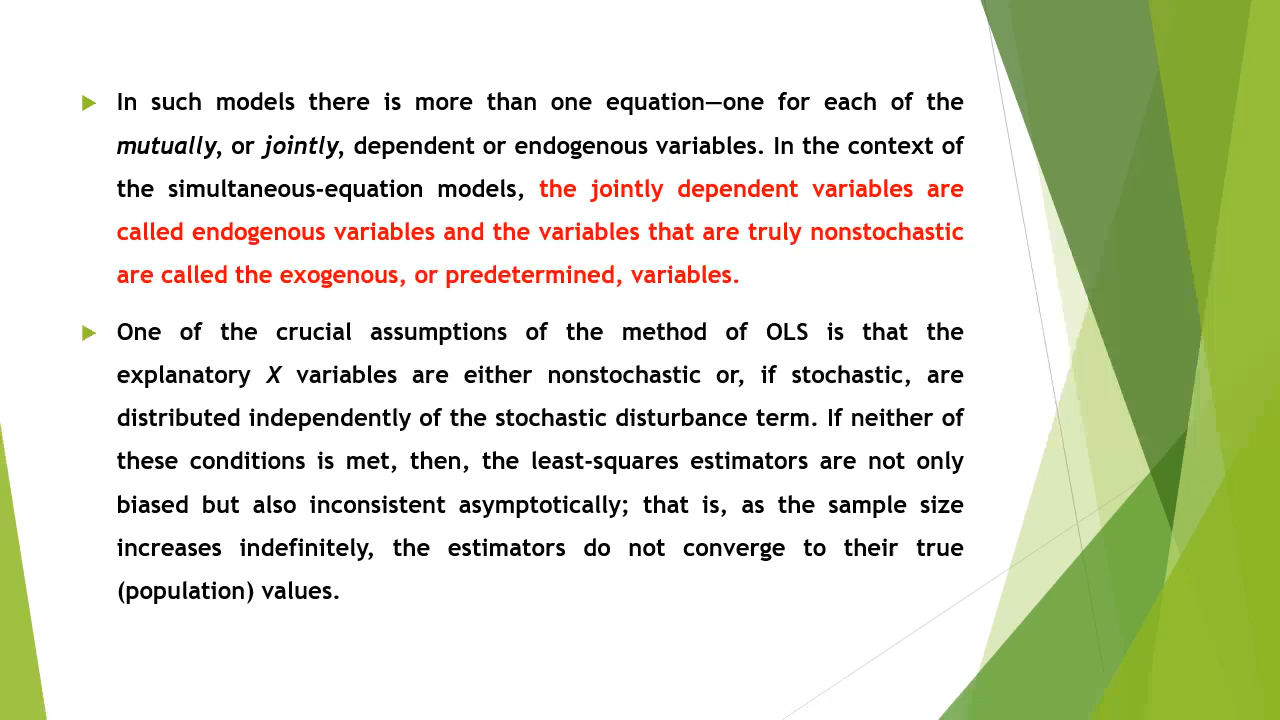 In such models there is more than one equation—one for each of the
mutually, or jointly, dependent or endogenous variables. In the context of
the simultaneous-equation models, the jointly dependent variables are
called endogenous variables and the variables that are truly nonstochastic
are called the exogenous, or predetermined, variables.
One of the crucial assumptions of the method of OLS is that the
explanatory X variables are either nonstochastic or, if stochastic, are
distributed independently of the stochastic disturbance term. If neither of
these conditions is met, then, the least-squares estimators are not only
biased but also inconsistent asymptotically; that is, as the sample size
increases indefinitely, the estimators do not converge to their true
(population) values.